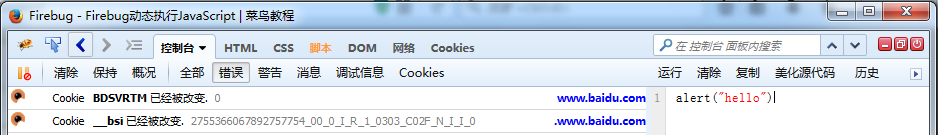 Firebug - Firebug动态执行JavaScript | 菜鸟教程
控制台 HTML CSS 脚本 DOM 网络 Cookies 在 控制台 面板内搜索
清除 保持 概况 全部 错误 警告 消息 调试信息 Cookies 运行 清除 复制 美化源代码 历史
Cookie BDSVRTM 已经被改变. 0 www.baidu.com 1 alert("hello")
Cookie __bsi 已经被改变. 2755366067892757754_00_0_I_R_1_0303_C02F_N_I_I_0 .www.baidu.com